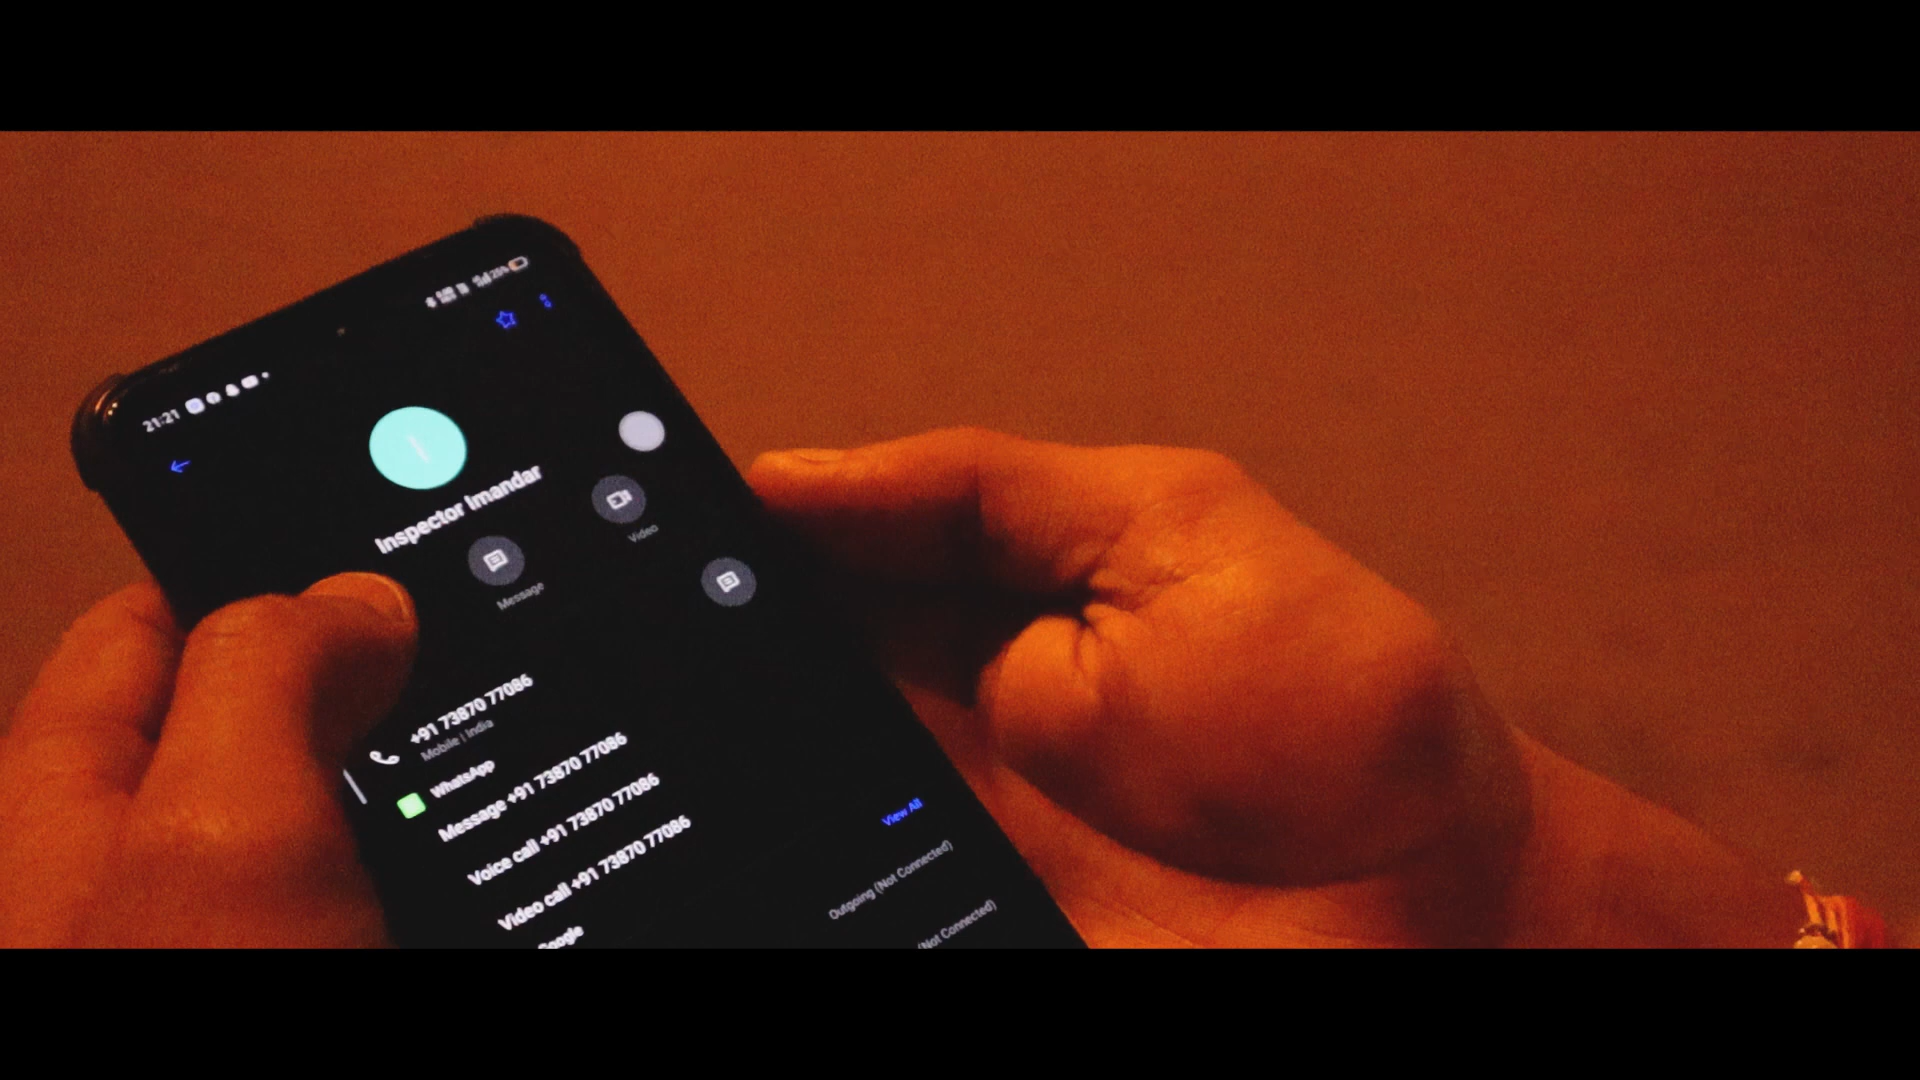 21:21
Inspector Imandar
Message
Video
+91 73870 77086
Mobile | India
WhatsApp
Message +91 73870 77086
Voice call +91 73870 77086
Video call +91 73870 77086
Google
View All
Outgoing (Not Connected)
(Not Connected)